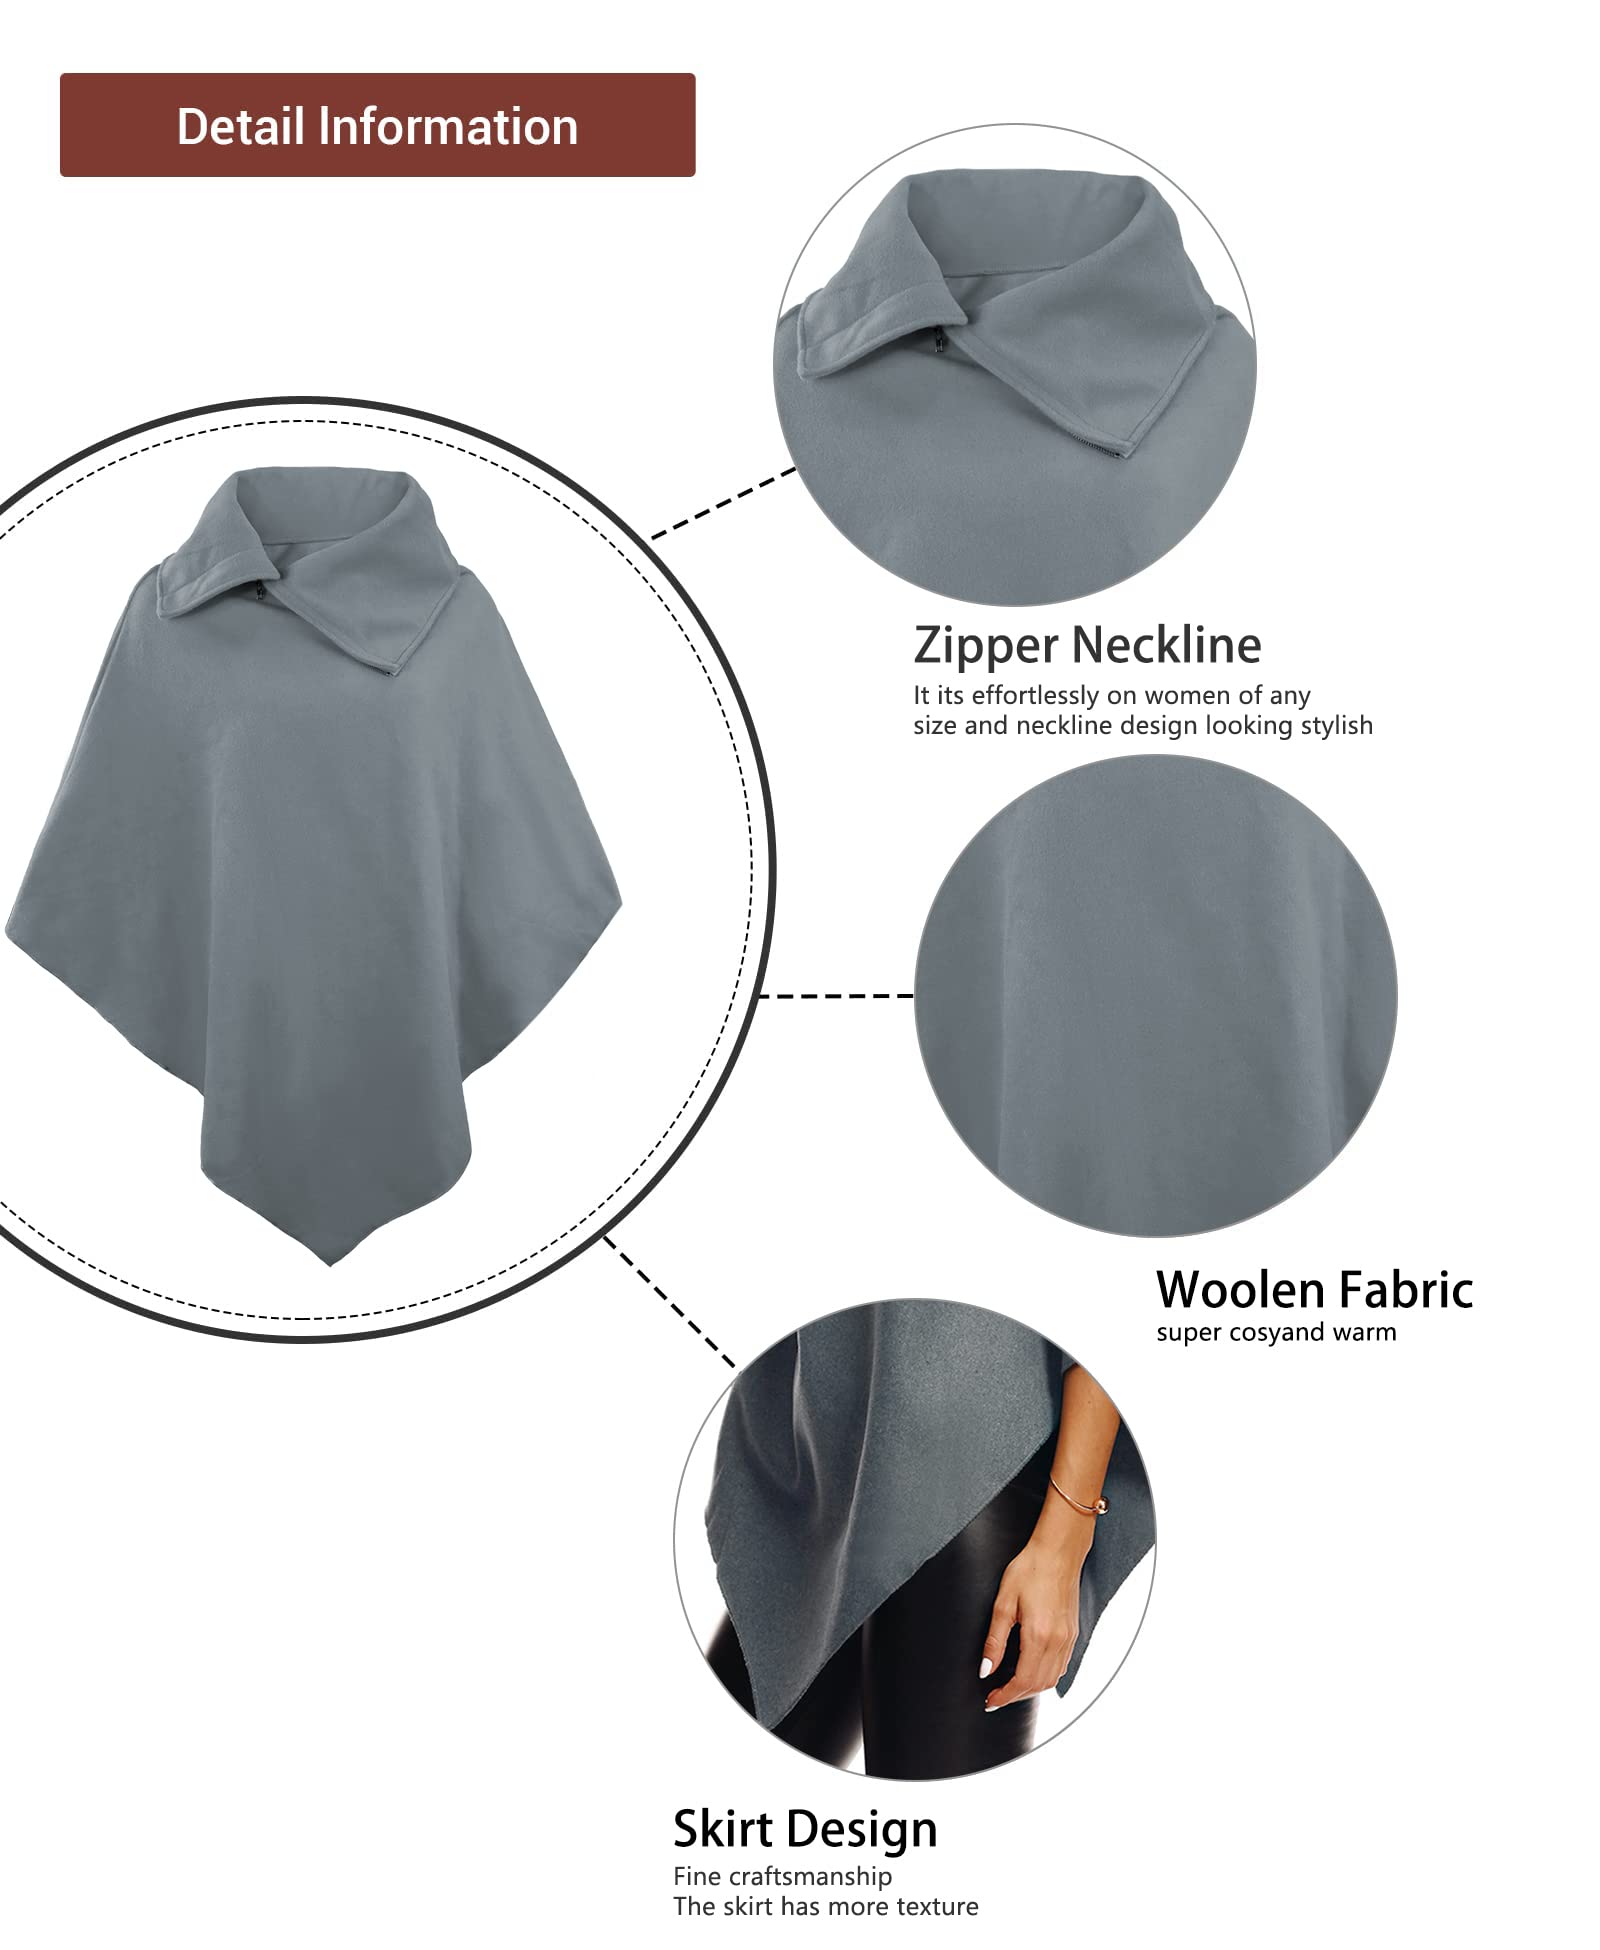 Detail Information
Zipper Neckline
It its effortlessly on women of any
size and neckline design looking stylish
Woolen Fabric
super cosyand warm
Skirt Design
Fine craftsmanship
The skirt has more texture